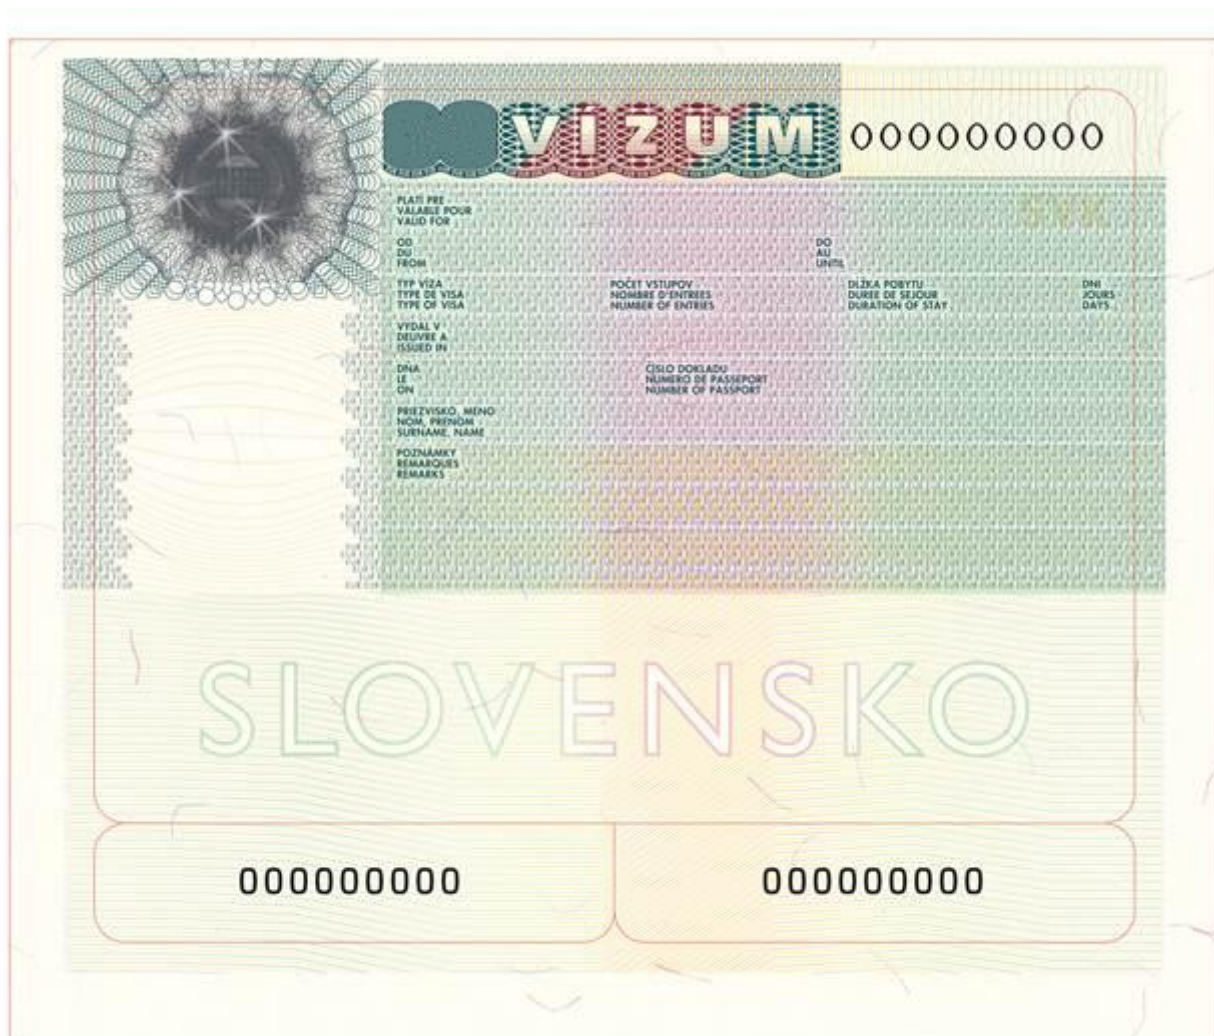 VÍZUM 000000000
PLATÍ PRE
VALABLE POUR
VALID FOR
SVK
OD DO
DU AU
FROM UNTIL
TYP VÍZA POČET VSTUPOV DĹŽKA POBYTU DNI
TYPE DE VISA NOMBRE D'ENTREES DUREE DE SEJOUR JOURS
TYPE OF VISA NUMBER OF ENTRIES DURATION OF STAY DAYS
VYDAL V
DELIVRE A
ISSUED IN
DŇA ČÍSLO DOKLADU
LE NUMERO DE PASSEPORT
ON NUMBER OF PASSPORT
PRIEZVISKO, MENO
NOM, PRENOM
SURNAME, NAME
POZNÁMKY
REMARQUES
REMARKS
SLOVENSKO
000000000 000000000